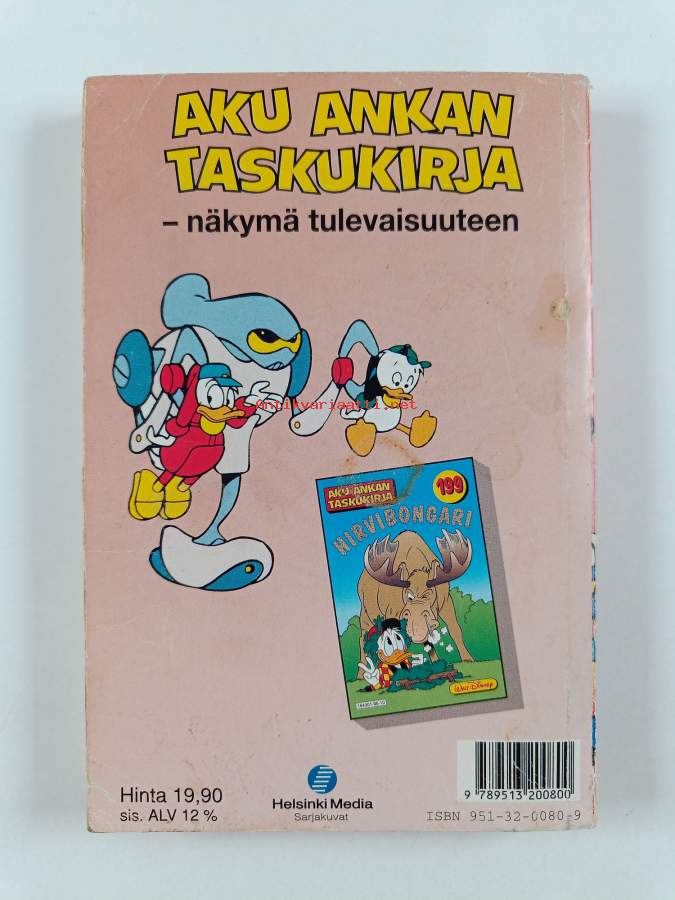 AKU ANKAN
TASKUKIRJA
– näkymä tulevaisuuteen
antikvariaatti.net
AKU ANKAN
TASKUKIRJA
199
HIRVIBONGARI
WALT DISNEY
Hinta 19,90
sis. ALV 12 %
Helsinki Media
Sarjakuvat
9 789513 200800
ISBN 951-32-0080-9